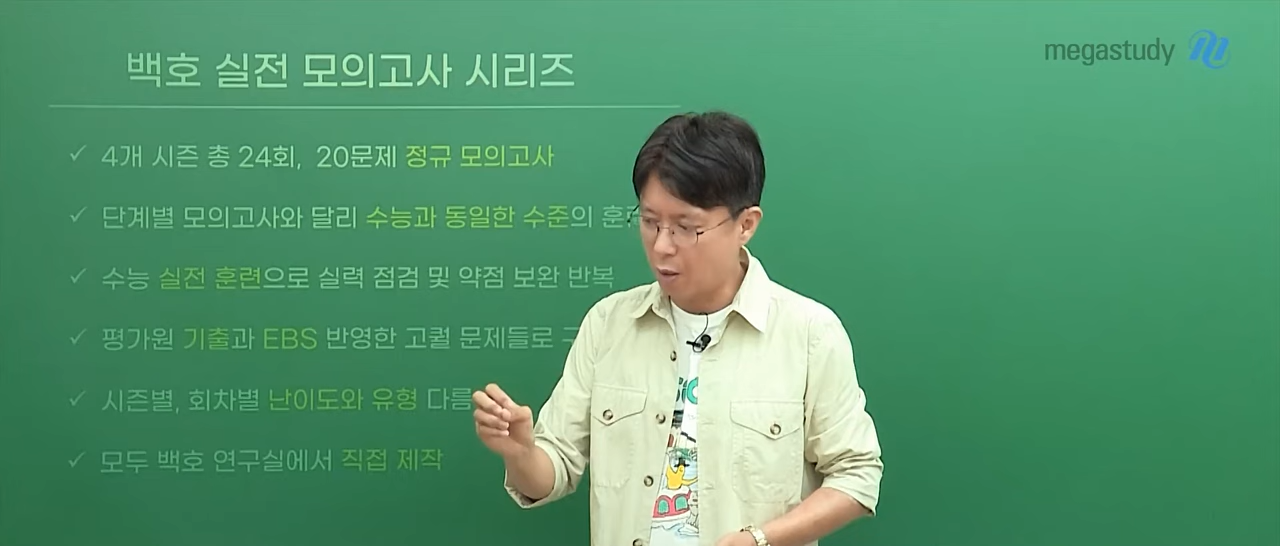 백호 실전 모의고사 시리즈
megastudy
✓ 4개 시즌 총 24회, 20문제 정규 모의고사
✓ 단계별 모의고사와 달리 수능과 동일한 수준의
✓ 수능 실전 훈련으로 실력 점검 및 약점 보완 반복
✓ 평가원 기출과 EBS 반영한 고퀄 문제들로
✓ 시즌별, 회차별 난이도와 유형 다름
✓ 모두 백호 연구실에서 직접 제작